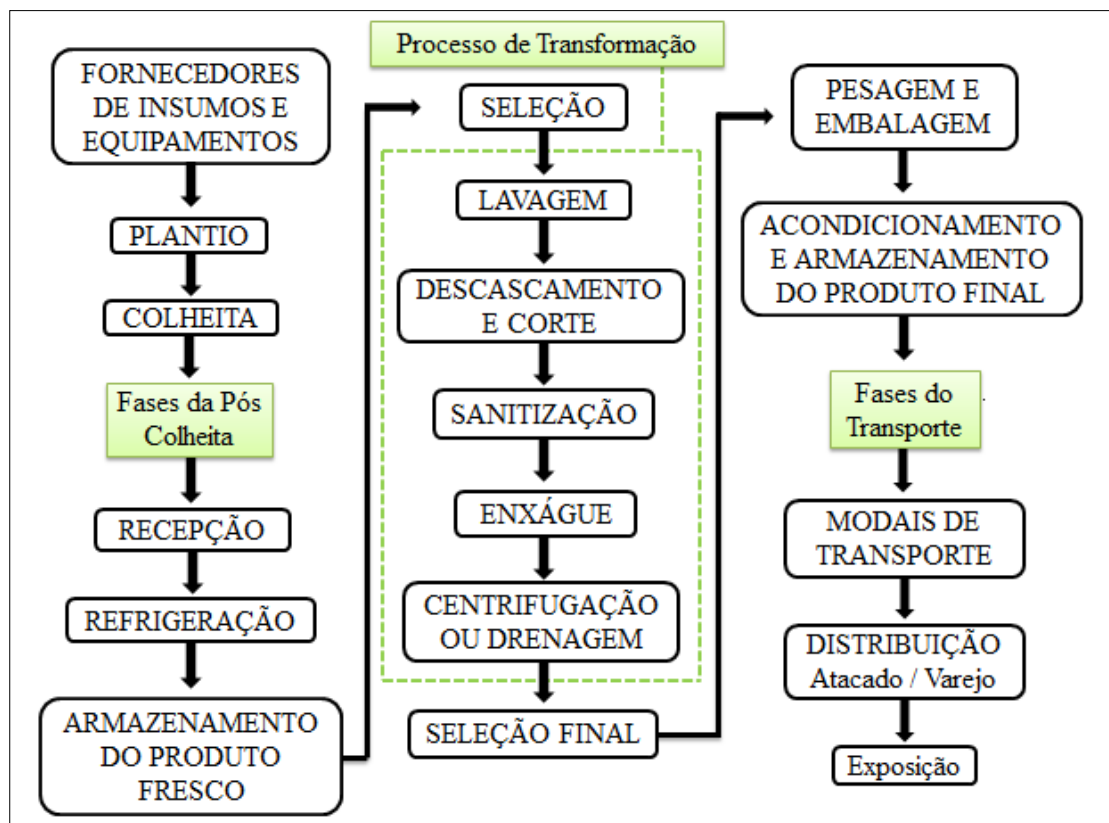 FORNECEDORES
DE INSUMOS E
EQUIPAMENTOS
PLANTIO
COLHEITA
Fases da Pós
Colheita
RECEPÇÃO
REFRIGERAÇÃO
ARMAZENAMENTO
DO PRODUTO
FRESCO
Processo de Transformação
SELEÇÃO
LAVAGEM
DESCASCAMENTO
E CORTE
SANITIZAÇÃO
ENXÁGUE
CENTRIFUGAÇÃO
OU DRENAGEM
SELEÇÃO FINAL
PESAGEM E
EMBALAGEM
ACONDICIONAMENTO
E ARMAZENAMENTO
DO PRODUTO FINAL
Fases do
Transporte
MODAIS DE
TRANSPORTE
DISTRIBUIÇÃO
Atacado / Varejo
Exposição